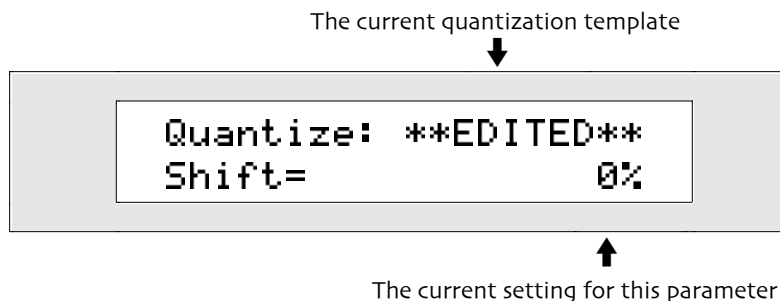 The current quantization template
Quantize: **EDITED**
Shift= 0%
The current setting for this parameter